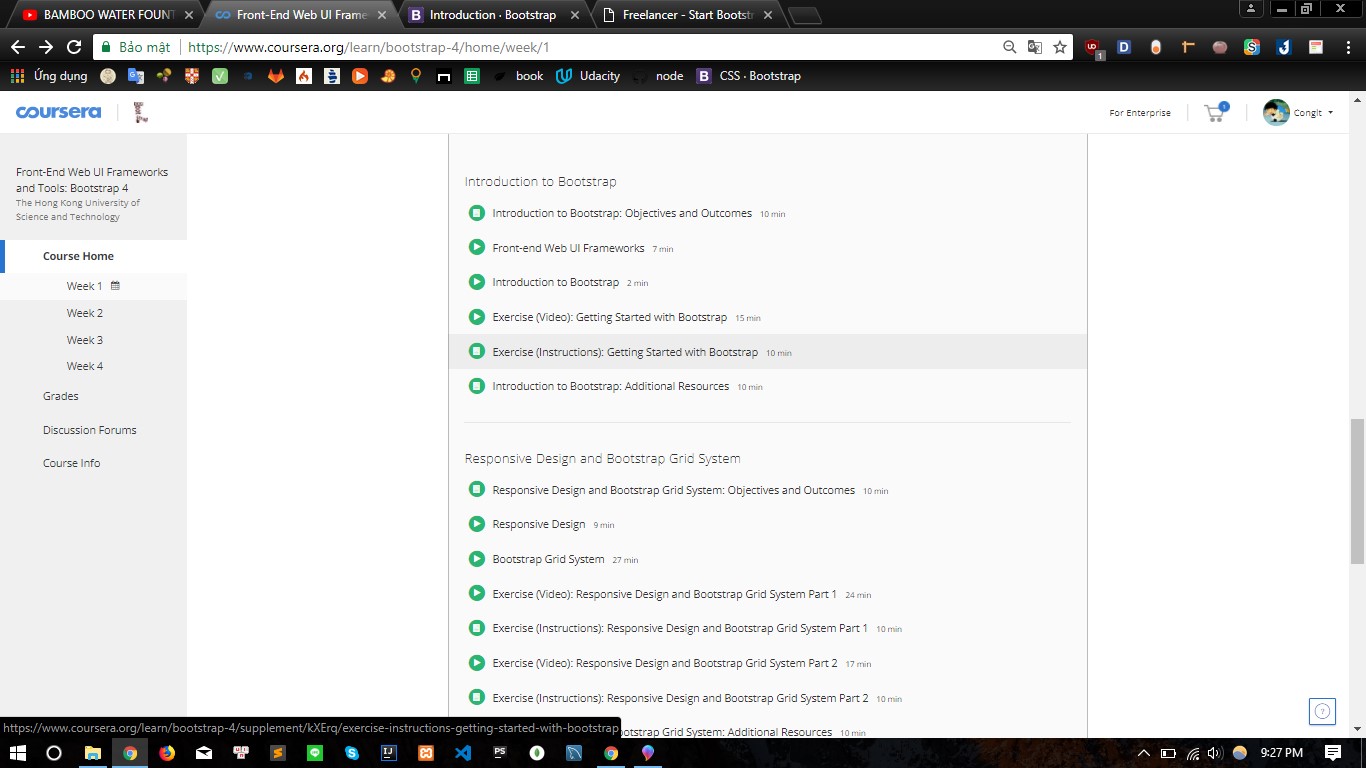 BAMBOO WATER FOUNT
Front-End Web UI Frame
Introduction · Bootstrap
Freelancer - Start Bootst
Bảo mật
https://www.coursera.org/learn/bootstrap-4/home/week/1
Ứng dụng
book
Udacity
node
CSS · Bootstrap
coursera
For Enterprise
1
CongIt
Front-End Web UI Frameworks
and Tools: Bootstrap 4
The Hong Kong University of
Science and Technology
Course Home
Week 1
Week 2
Week 3
Week 4
Grades
Discussion Forums
Course Info
Introduction to Bootstrap
Introduction to Bootstrap: Objectives and Outcomes 10 min
Front-end Web UI Frameworks 7 min
Introduction to Bootstrap 2 min
Exercise (Video): Getting Started with Bootstrap 15 min
Exercise (Instructions): Getting Started with Bootstrap 10 min
Introduction to Bootstrap: Additional Resources 10 min
Responsive Design and Bootstrap Grid System
Responsive Design and Bootstrap Grid System: Objectives and Outcomes 10 min
Responsive Design 9 min
Bootstrap Grid System 27 min
Exercise (Video): Responsive Design and Bootstrap Grid System Part 1 24 min
Exercise (Instructions): Responsive Design and Bootstrap Grid System Part 1 10 min
Exercise (Video): Responsive Design and Bootstrap Grid System Part 2 17 min
Exercise (Instructions): Responsive Design and Bootstrap Grid System Part 2 10 min
https://www.coursera.org/learn/bootstrap-4/supplement/kXErq/exercise-instructions-getting-started-with-bootstrap
otstrap Grid System: Additional Resources 10 min
9:27 PM